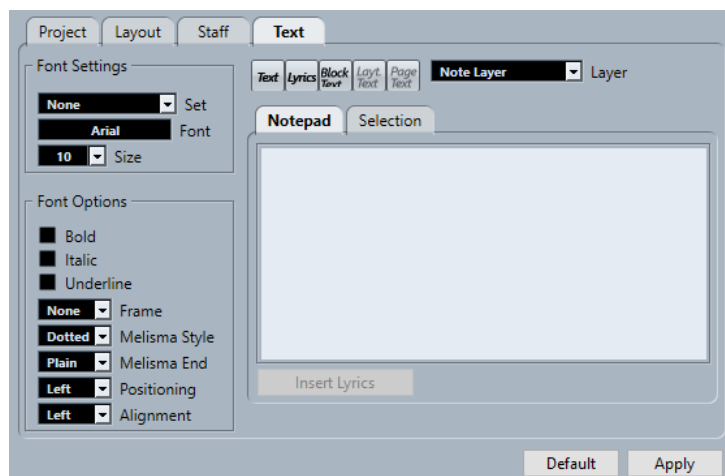 Project Layout Staff Text
Font Settings
None Set
Arial Font
10 Size
Font Options
Bold
Italic
Underline
None Frame
Dotted Melisma Style
Plain Melisma End
Left Positioning
Left Alignment
Text Lyrics Block Text Layt. Text Page Text Note Layer Layer
Notepad Selection
Insert Lyrics
Default Apply